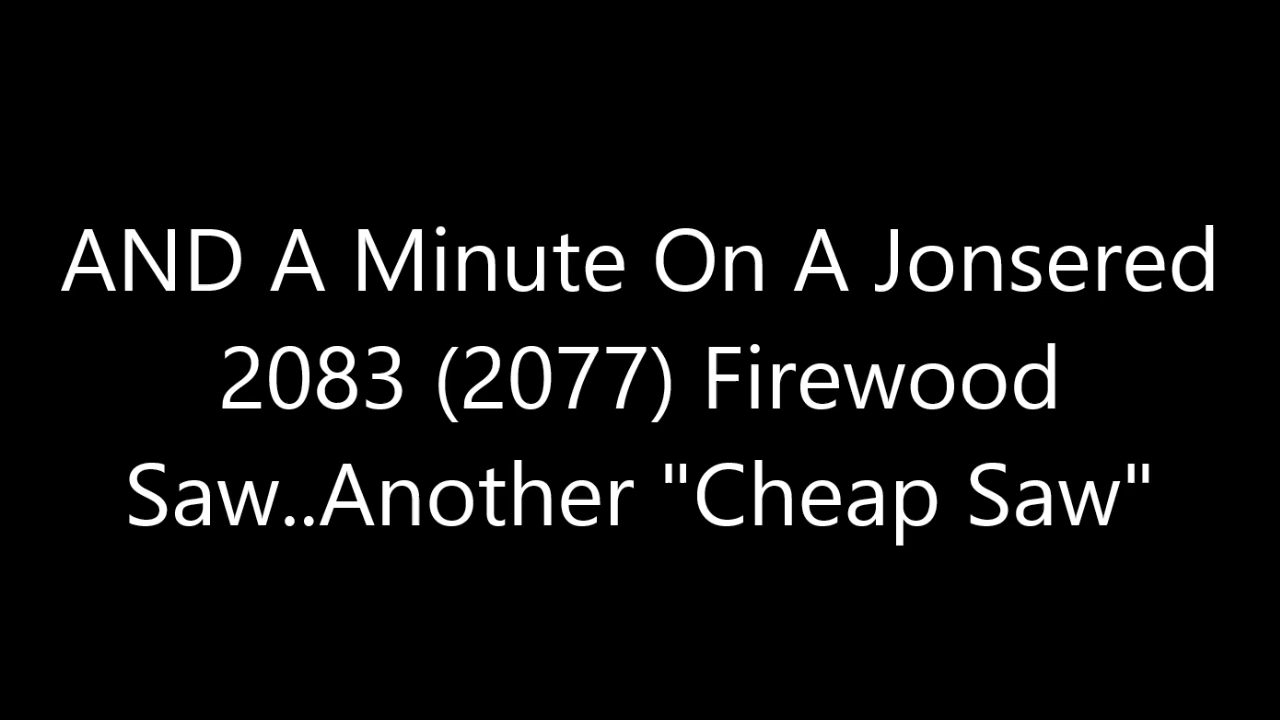 AND A Minute On A Jonsered
2083 (2077) Firewood
Saw..Another "Cheap Saw"